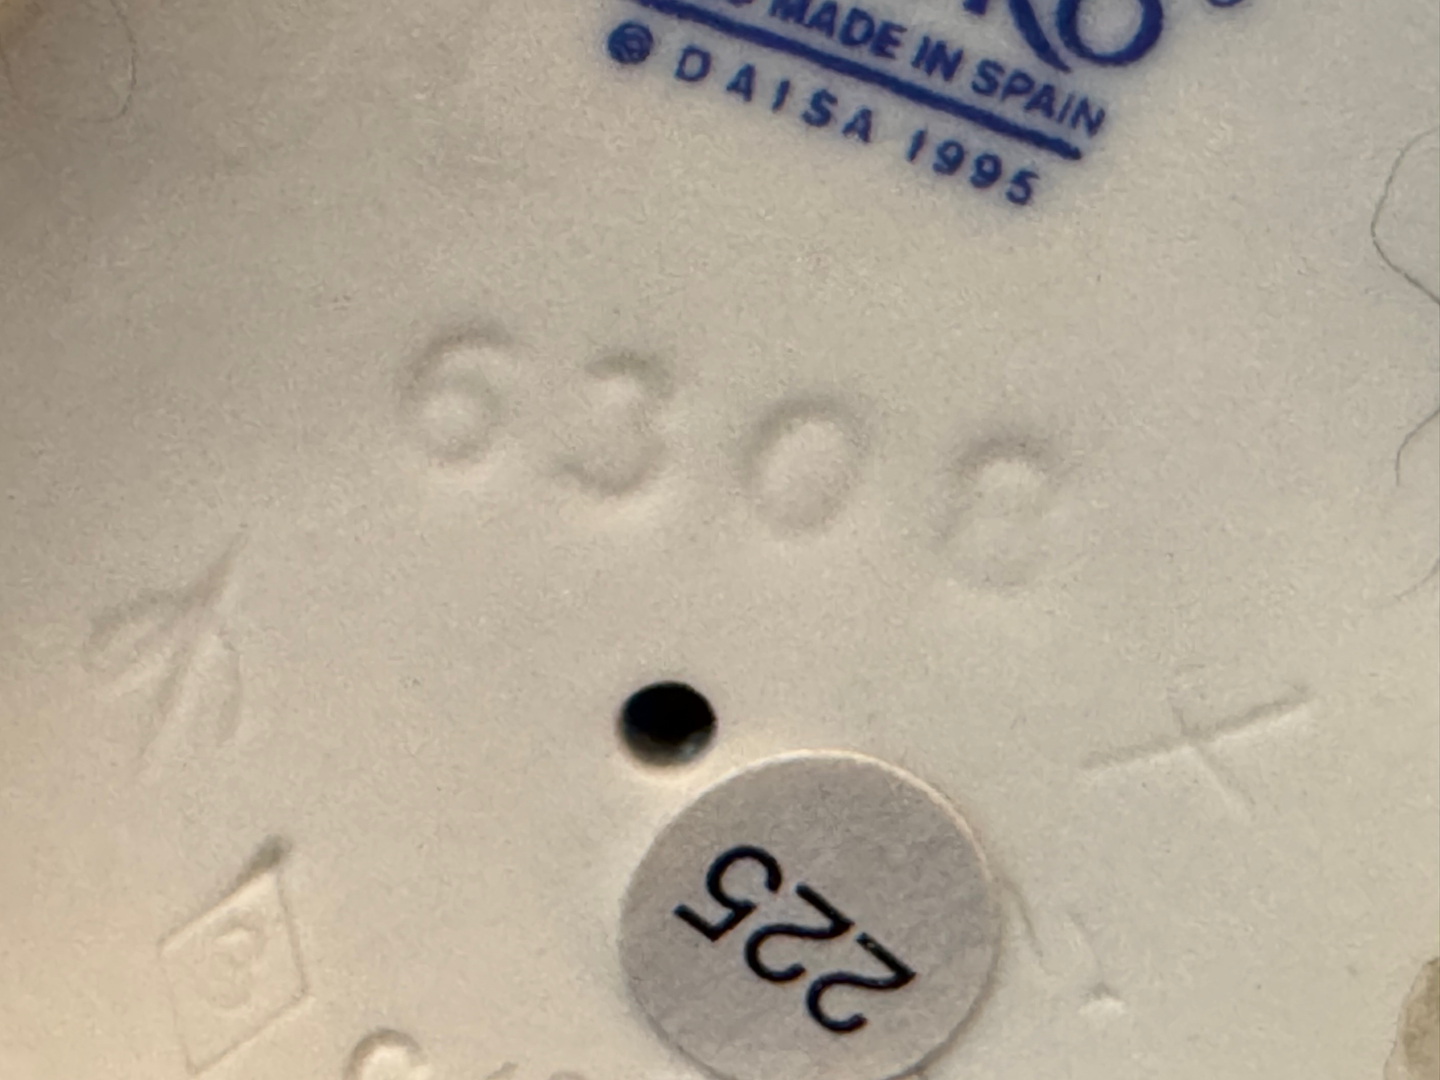 MADE IN SPAIN
© DAISA 1995
6308
225